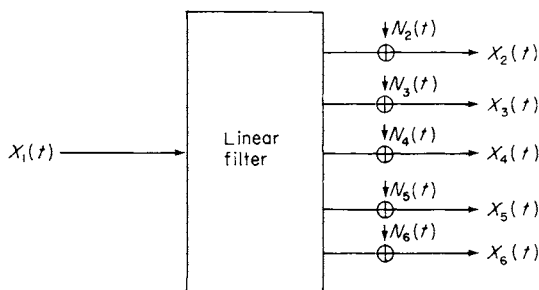 N₂(t)
X₂(t)
N₃(t)
X₃(t)
X₁(t)
Linear
filter
N₄(t)
X₄(t)
N₅(t)
X₅(t)
N₆(t)
X₆(t)